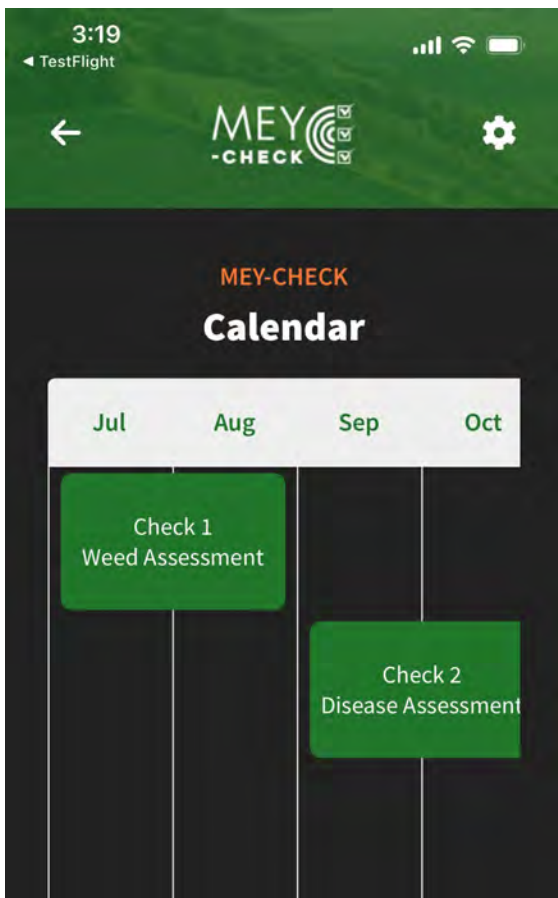 3:19
◄ TestFlight
MEY
-CHECK
MEY-CHECK
Calendar
Jul Aug Sep Oct
Check 1
Weed Assessment
Check 2
Disease Assessment